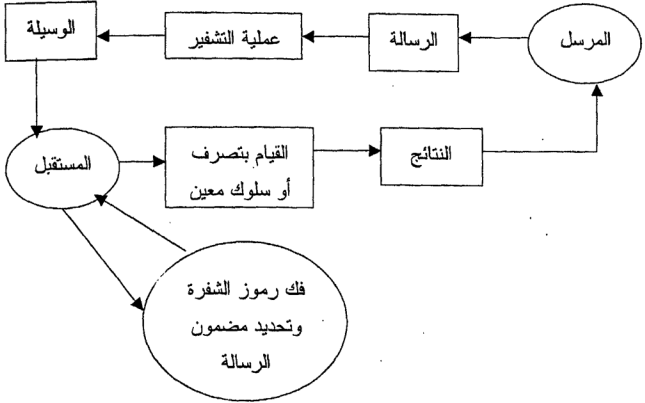 المرسل
الرسالة
عملية التشفير
الوسيلة
المستقبل
القيام بتصرف
أو سلوك معين
النتائج
فك رموز الشفرة
وتحديد مضمون
الرسالة